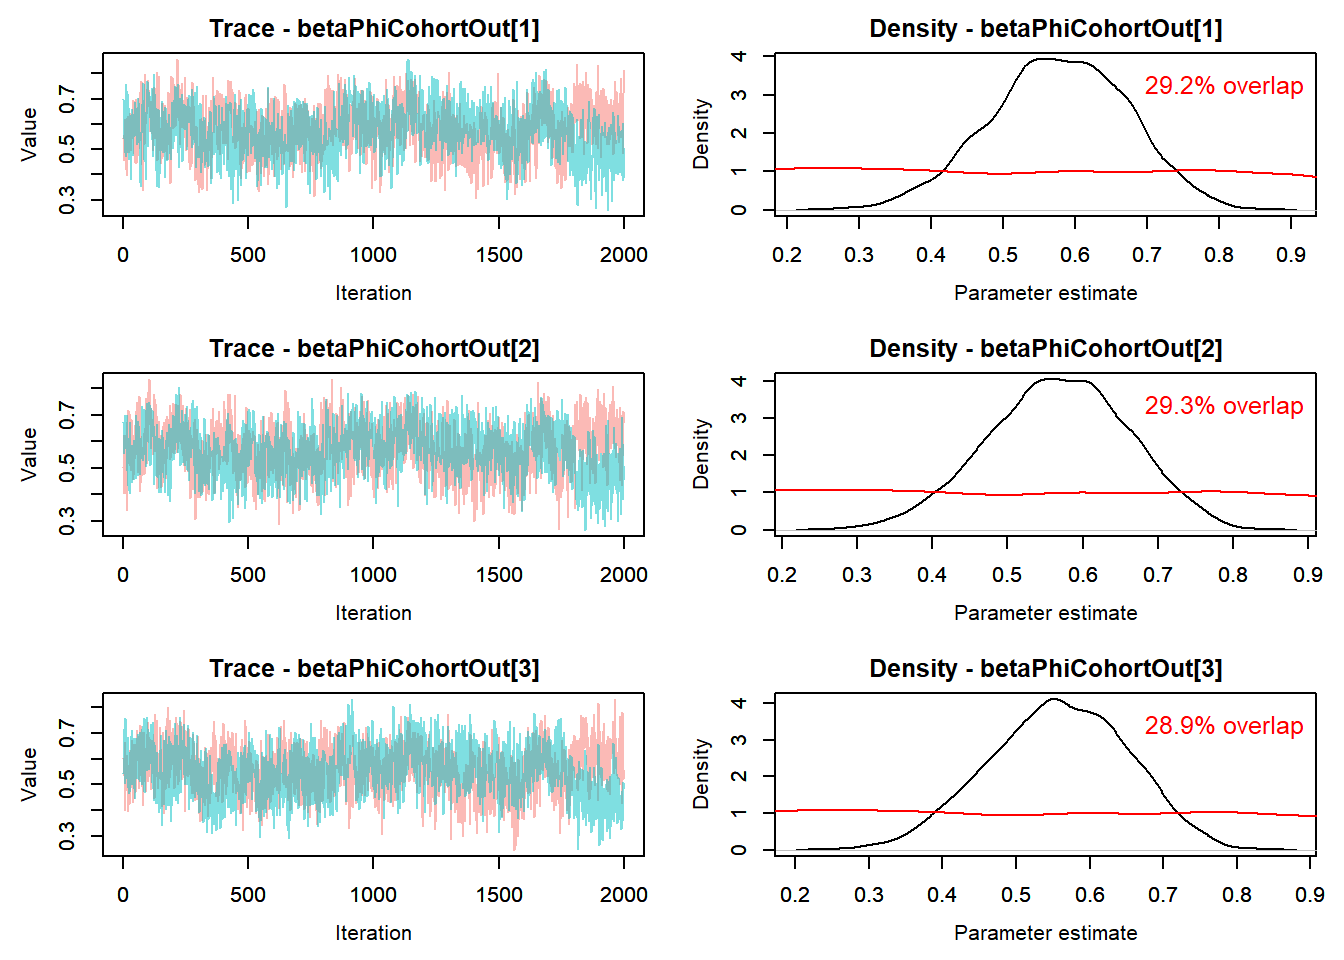 Trace - betaPhiCohortOut[1]
Value
0.3 0.5 0.7
0 500 1000 1500 2000
Iteration
Density - betaPhiCohortOut[1]
29.2% overlap
Density
0 1 2 3 4
0.2 0.3 0.4 0.5 0.6 0.7 0.8 0.9
Parameter estimate
Trace - betaPhiCohortOut[2]
Value
0.3 0.5 0.7
0 500 1000 1500 2000
Iteration
Density - betaPhiCohortOut[2]
29.3% overlap
Density
0 1 2 3 4
0.2 0.3 0.4 0.5 0.6 0.7 0.8 0.9
Parameter estimate
Trace - betaPhiCohortOut[3]
Value
0.3 0.5 0.7
0 500 1000 1500 2000
Iteration
Density - betaPhiCohortOut[3]
28.9% overlap
Density
0 1 2 3 4
0.2 0.3 0.4 0.5 0.6 0.7 0.8 0.9
Parameter estimate